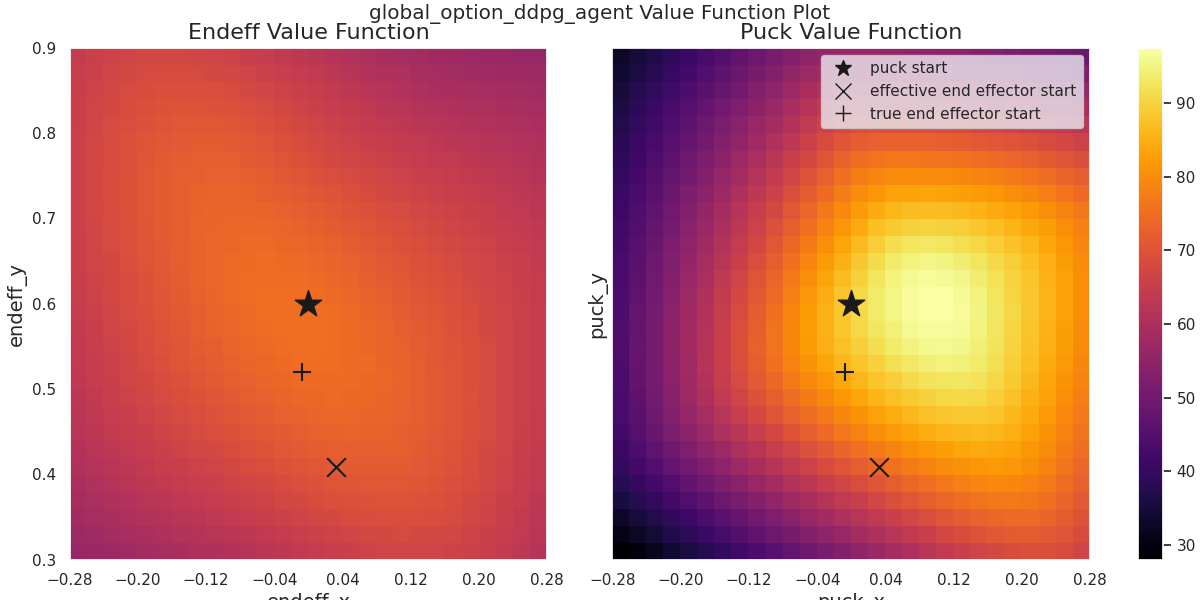 global_option_ddpg_agent Value Function Plot
Endeff Value Function
Puck Value Function
puck start
effective end effector start
true end effector start
0.9
0.8
0.7
0.6
0.5
0.4
0.3
endeff_y
puck_y
90
80
70
60
50
40
30
−0.28 −0.20 −0.12 −0.04 0.04 0.12 0.20 0.28
−0.28 −0.20 −0.12 −0.04 0.04 0.12 0.20 0.28
endeff_x
puck_x